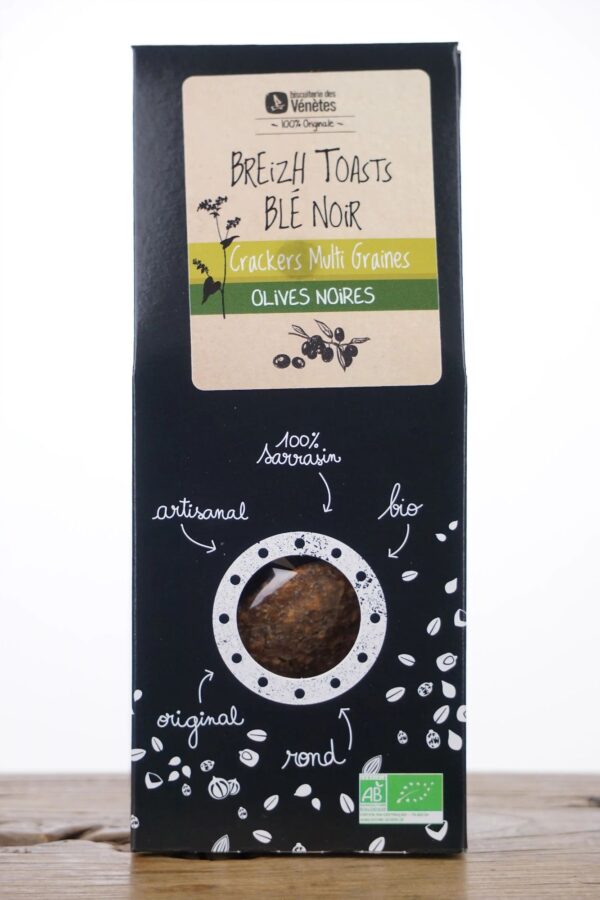 biscuiterie des
Vénètes
~ 100% Originale ~
BREIZH TOASTS
BLÉ NOIR
Crackers Multi Graines
OLIVES NOIRES
100%
sarrasin
artisanal
bio
original
rond
AB